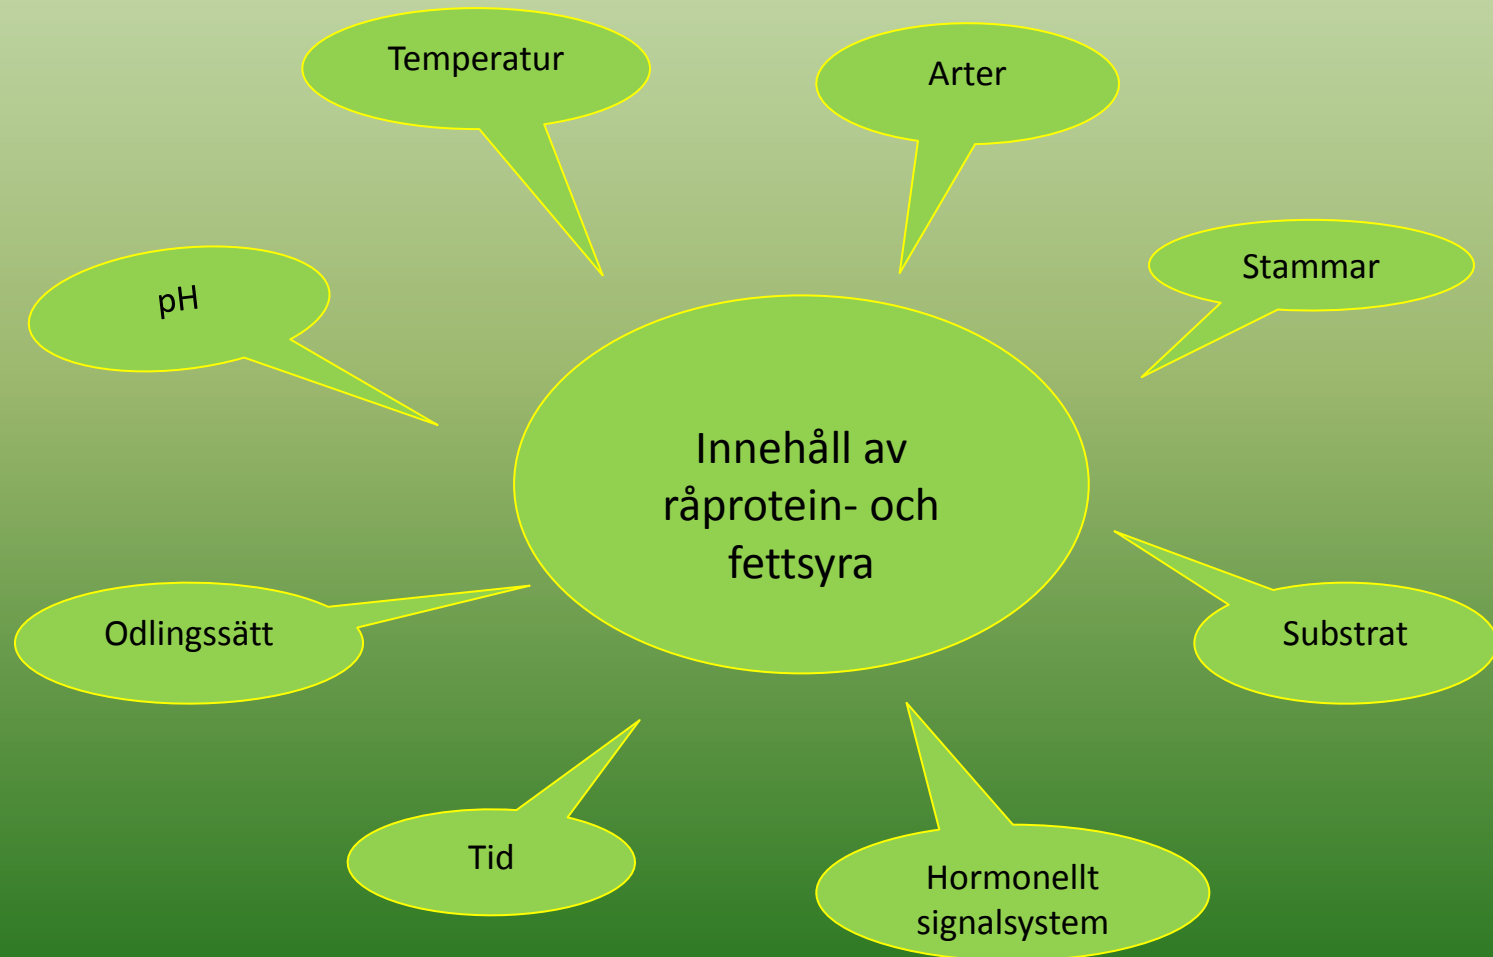 Temperatur
Arter
Stammar
pH
Innehåll av
råprotein- och
fettsyra
Odlingssätt
Substrat
Tid
Hormonellt
signalsystem